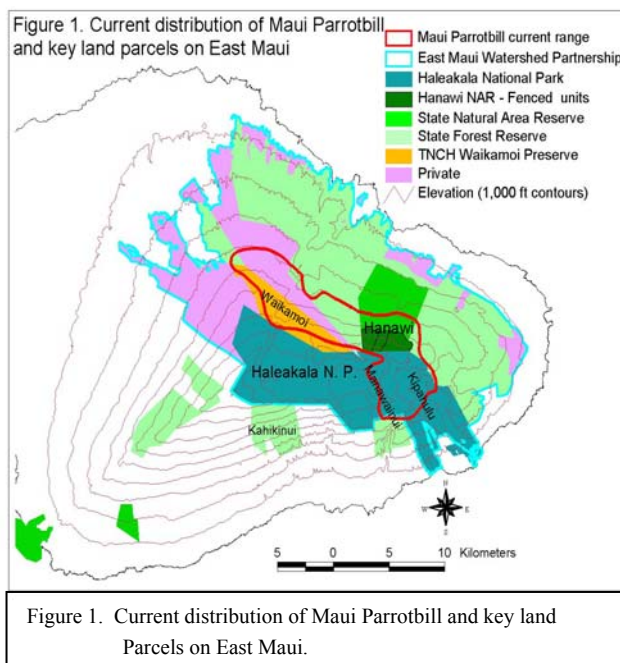 Figure 1. Current distribution of Maui Parrotbill
and key land parcels on East Maui
Maui Parrotbill current range
East Maui Watershed Partnership
Haleakala National Park
Hanawi NAR - Fenced units
State Natural Area Reserve
State Forest Reserve
TNCH Waikamoi Preserve
Private
Elevation (1,000 ft contours)
Waikamoi
Hanawi
Haleakala N. P.
Manawainui
Kipahulu
Kahikinui
N
W E
S
5 0 5 10 Kilometers
Figure 1. Current distribution of Maui Parrotbill and key land
Parcels on East Maui.